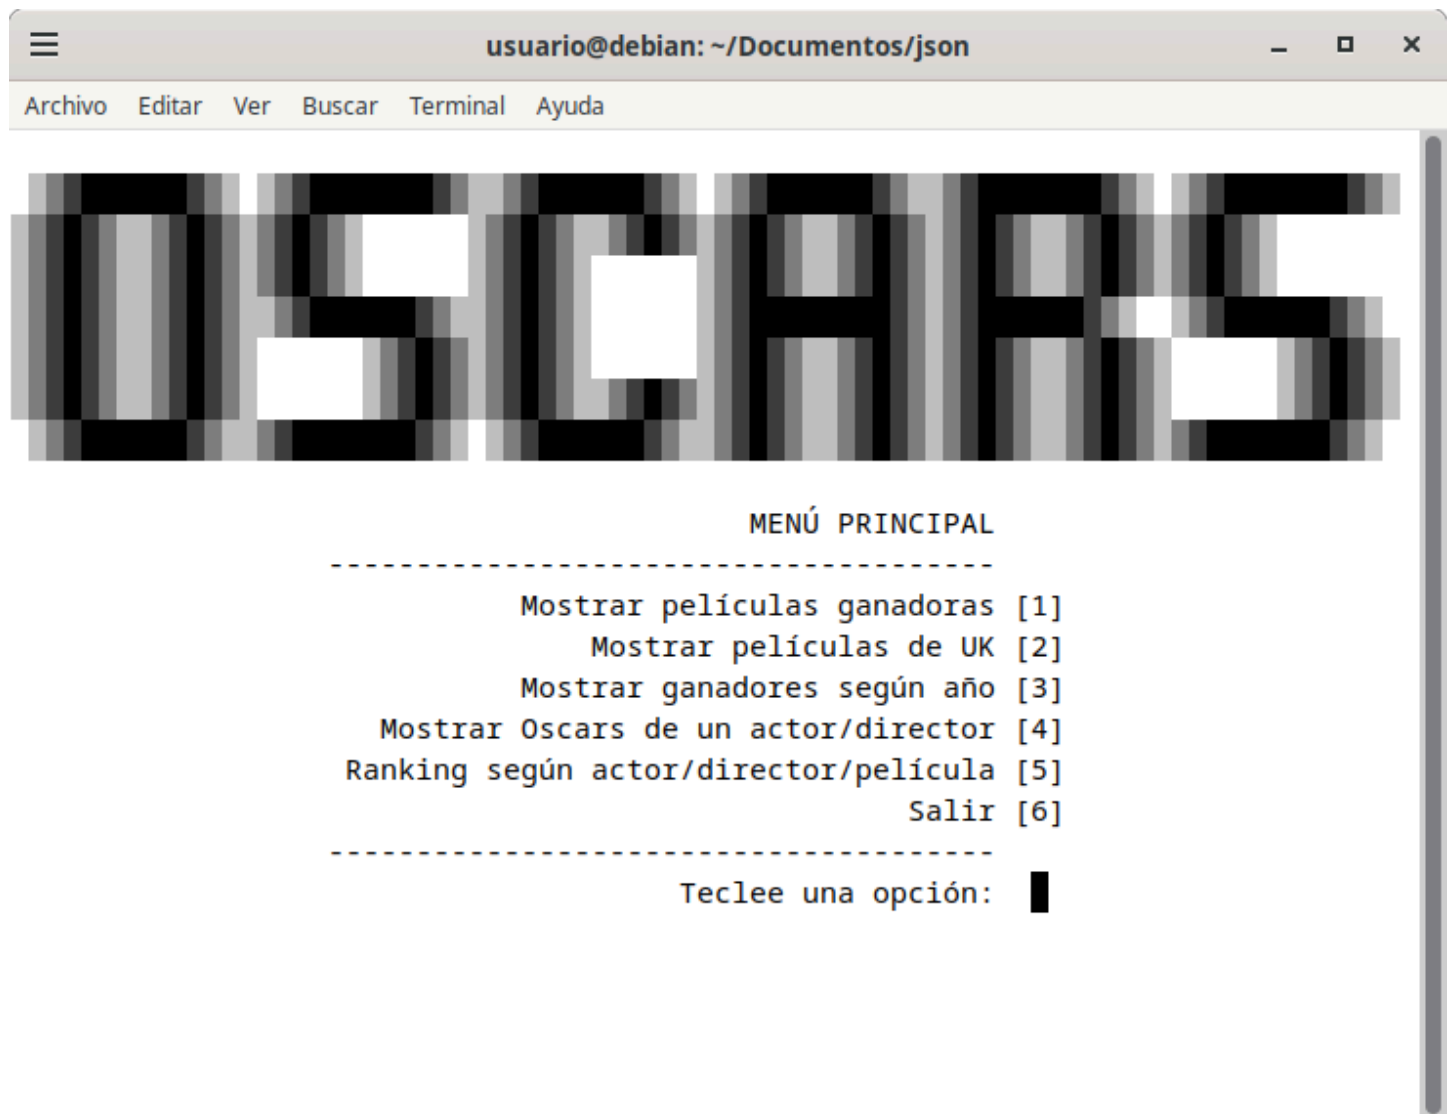 usuario@debian: ~/Documentos/json
Archivo Editar Ver Buscar Terminal Ayuda
OSCARS
MENÚ PRINCIPAL
--------------------------------------
Mostrar películas ganadoras [1]
Mostrar películas de UK [2]
Mostrar ganadores según año [3]
Mostrar Oscars de un actor/director [4]
Ranking según actor/director/película [5]
Salir [6]
--------------------------------------
Teclee una opción: